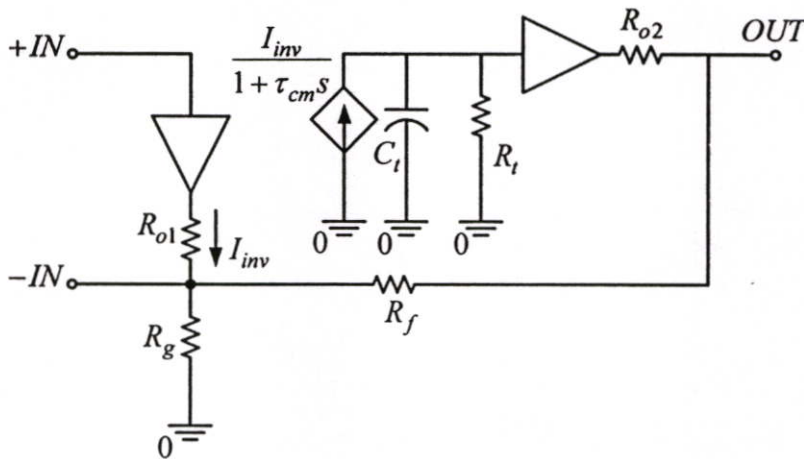 +IN
I_inv
1 + τ_cm s
R_o2
OUT
C_t
R_t
R_o1
I_inv
0
0
0
−IN
R_f
R_g
0